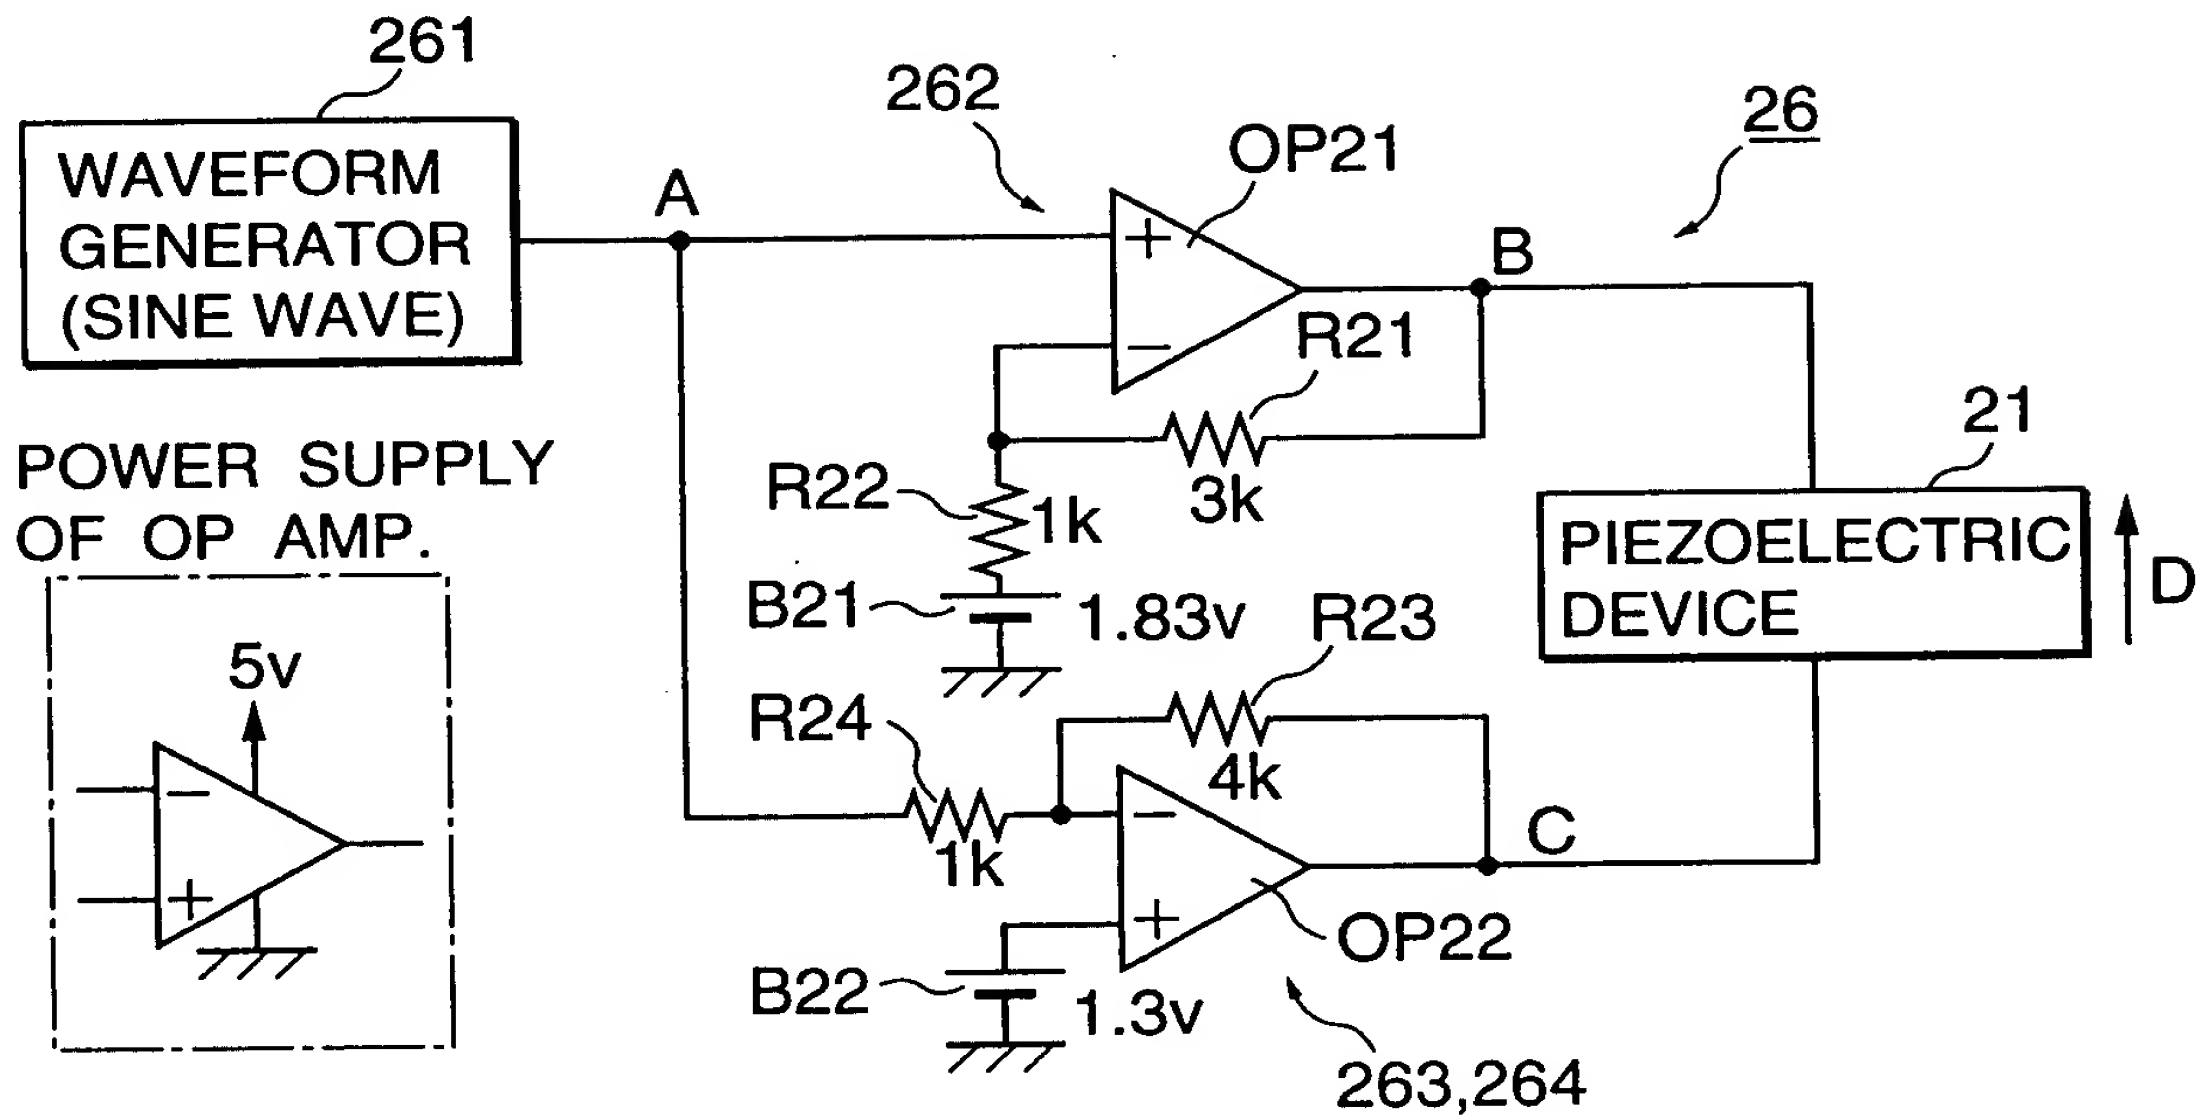 261
WAVEFORM
GENERATOR
(SINE WAVE)
A
262
OP21
26
+
−
B
R21
3k
R22
1k
B21
1.83v
21
PIEZOELECTRIC
DEVICE
D
POWER SUPPLY
OF OP AMP.
5v
−
+
R23
4k
R24
1k
−
+
C
OP22
B22
1.3v
263,264